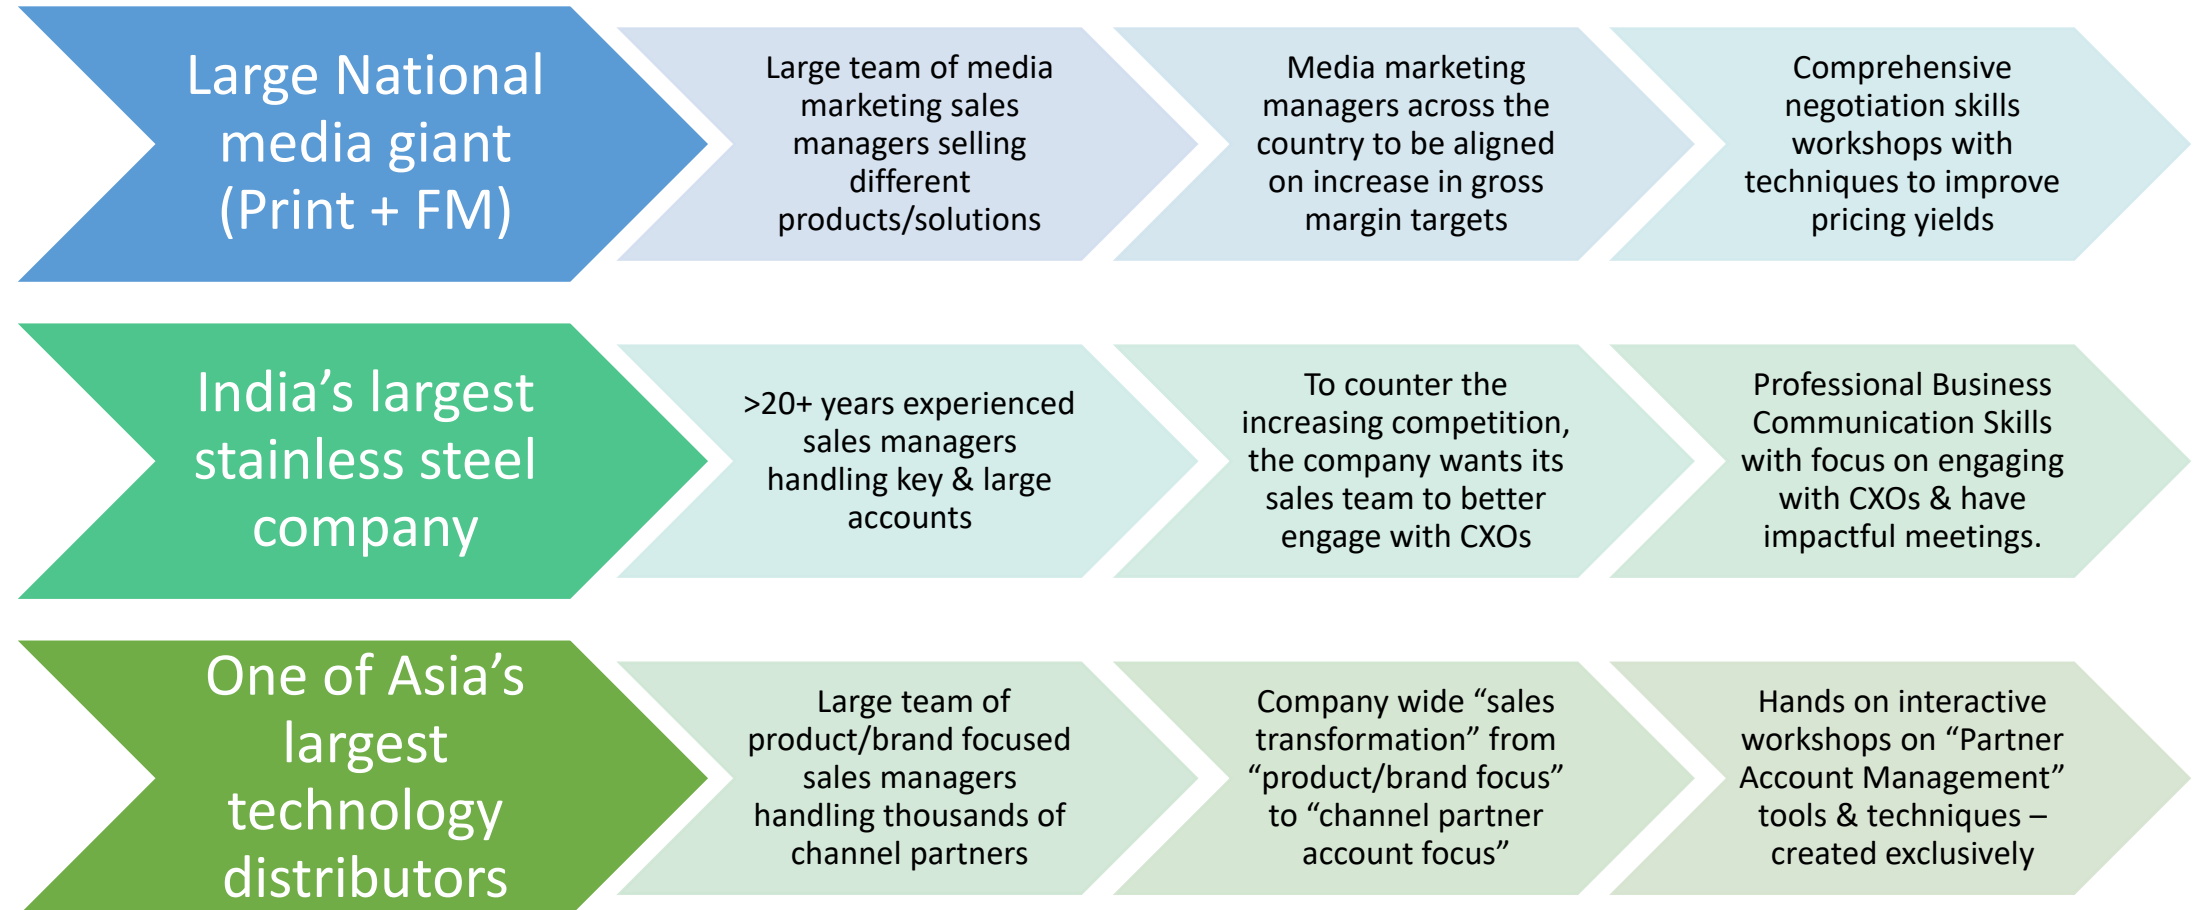 Large National
media giant
(Print + FM)
Large team of media
marketing sales
managers selling
different
products/solutions
Media marketing
managers across the
country to be aligned
on increase in gross
margin targets
Comprehensive
negotiation skills
workshops with
techniques to improve
pricing yields
India’s largest
stainless steel
company
>20+ years experienced
sales managers
handling key & large
accounts
To counter the
increasing competition,
the company wants its
sales team to better
engage with CXOs
Professional Business
Communication Skills
with focus on engaging
with CXOs & have
impactful meetings.
One of Asia’s
largest
technology
distributors
Large team of
product/brand focused
sales managers
handling thousands of
channel partners
Company wide “sales
transformation” from
“product/brand focus”
to “channel partner
account focus”
Hands on interactive
workshops on “Partner
Account Management”
tools & techniques –
created exclusively